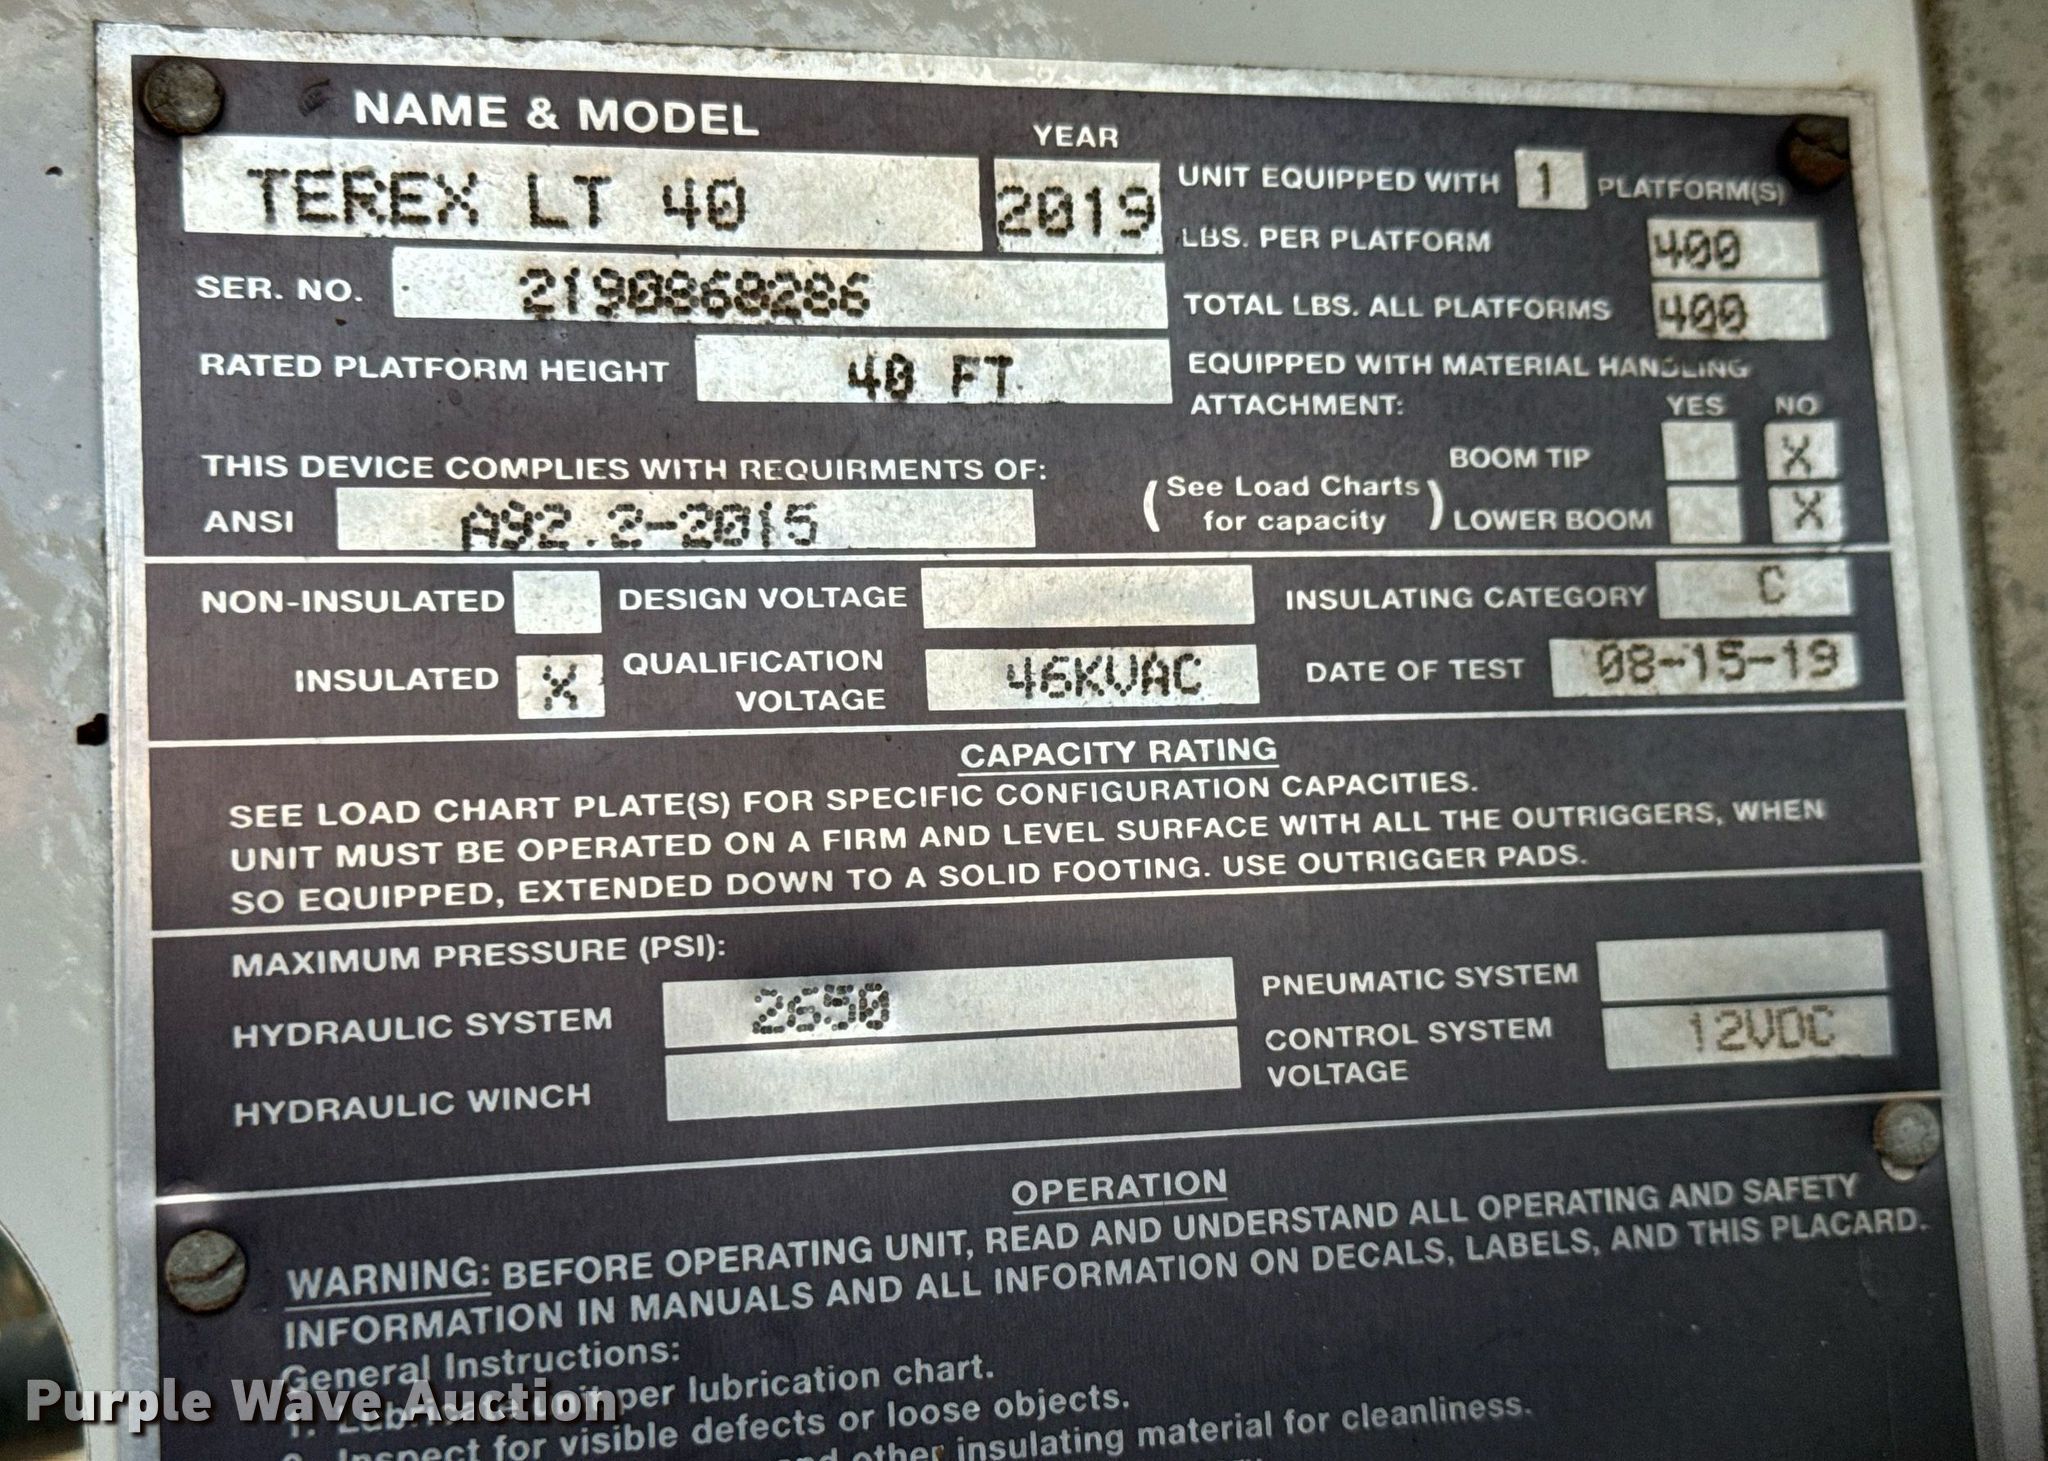 NAME & MODEL
YEAR
TEREX LT 40
2019
UNIT EQUIPPED WITH 1 PLATFORM(S)
LBS. PER PLATFORM 400
SER. NO. 2190868286
TOTAL LBS. ALL PLATFORMS 400
RATED PLATFORM HEIGHT 40 FT.
EQUIPPED WITH MATERIAL HANDLING
ATTACHMENT: YES NO
THIS DEVICE COMPLIES WITH REQUIRMENTS OF:
ANSI A92.2-2015
(See Load Charts for capacity)
BOOM TIP X
LOWER BOOM X
NON-INSULATED
DESIGN VOLTAGE
INSULATING CATEGORY C
INSULATED X
QUALIFICATION VOLTAGE 46KVAC
DATE OF TEST 08-15-19
CAPACITY RATING
SEE LOAD CHART PLATE(S) FOR SPECIFIC CONFIGURATION CAPACITIES.
UNIT MUST BE OPERATED ON A FIRM AND LEVEL SURFACE WITH ALL THE OUTRIGGERS, WHEN
SO EQUIPPED, EXTENDED DOWN TO A SOLID FOOTING. USE OUTRIGGER PADS.
MAXIMUM PRESSURE (PSI):
HYDRAULIC SYSTEM 2650
PNEUMATIC SYSTEM
HYDRAULIC WINCH
CONTROL SYSTEM VOLTAGE 12VDC
OPERATION
WARNING: BEFORE OPERATING UNIT, READ AND UNDERSTAND ALL OPERATING AND SAFETY
INFORMATION IN MANUALS AND ALL INFORMATION ON DECALS, LABELS, AND THIS PLACARD.
General Instructions:
1. Lubricate unit per lubrication chart.
2. Inspect for visible defects or loose objects.
and other insulating material for cleanliness.
Purple Wave Auction